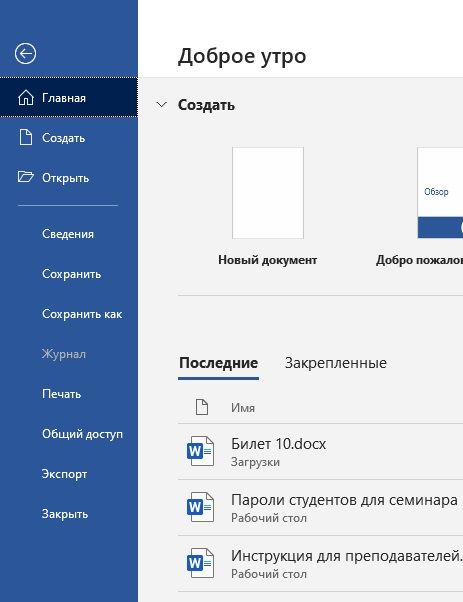 Доброе утро
Главная
Создать
Открыть
Сведения
Сохранить
Сохранить как
Журнал
Печать
Общий доступ
Экспорт
Закрыть
Создать
Обзор
Новый документ
Добро
Последние Закрепленные
Имя
Билет 10.docx
Загрузки
Пароли студентов для семинара
Рабочий стол
Инструкция для преподавателей.
Рабочий стол